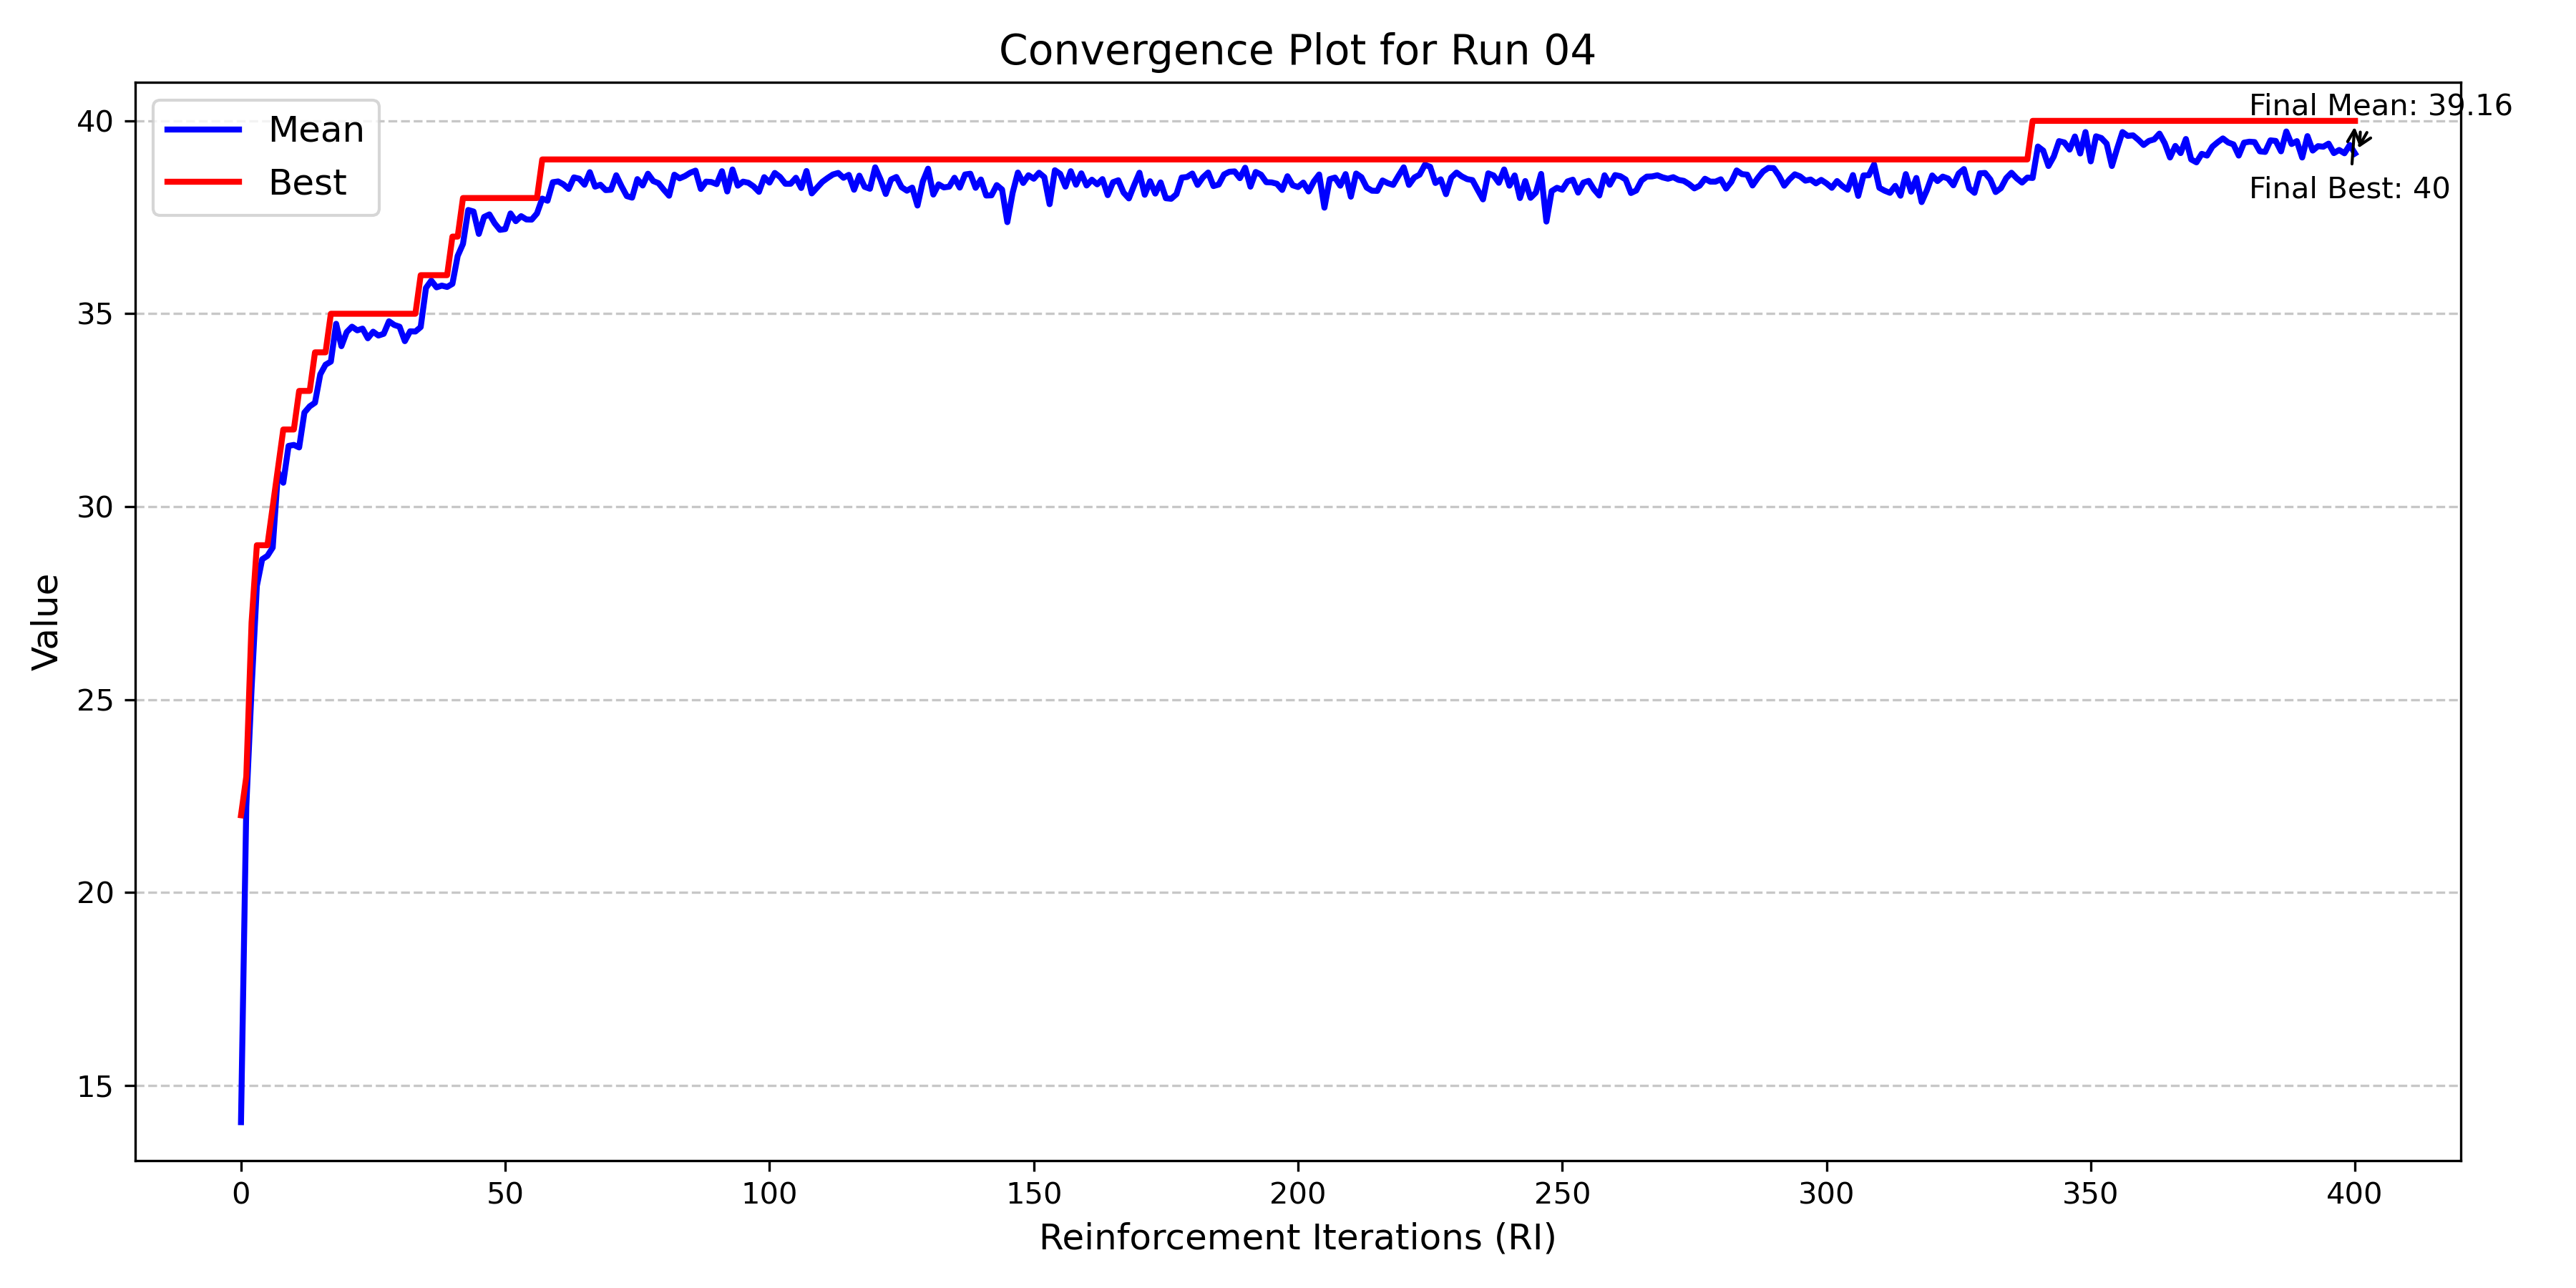 Convergence Plot for Run 04
Mean
Best
Final Mean: 39.16
Final Best: 40
40
35
30
25
20
15
Value
0 50 100 150 200 250 300 350 400
Reinforcement Iterations (RI)